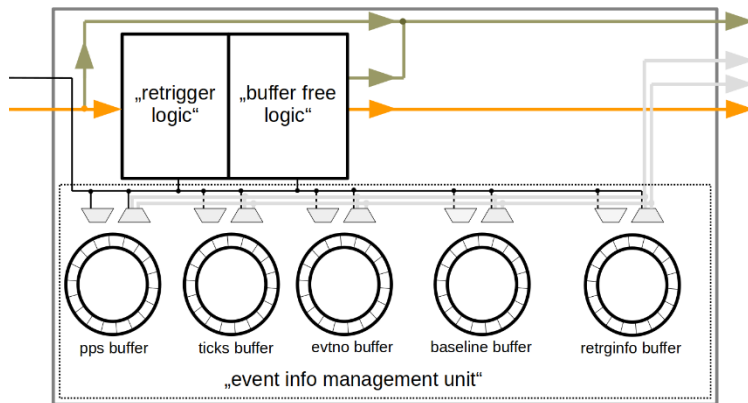 „retrigger
logic“
„buffer free
logic“
pps buffer
ticks buffer
evtno buffer
baseline buffer
retrginfo buffer
„event info management unit“